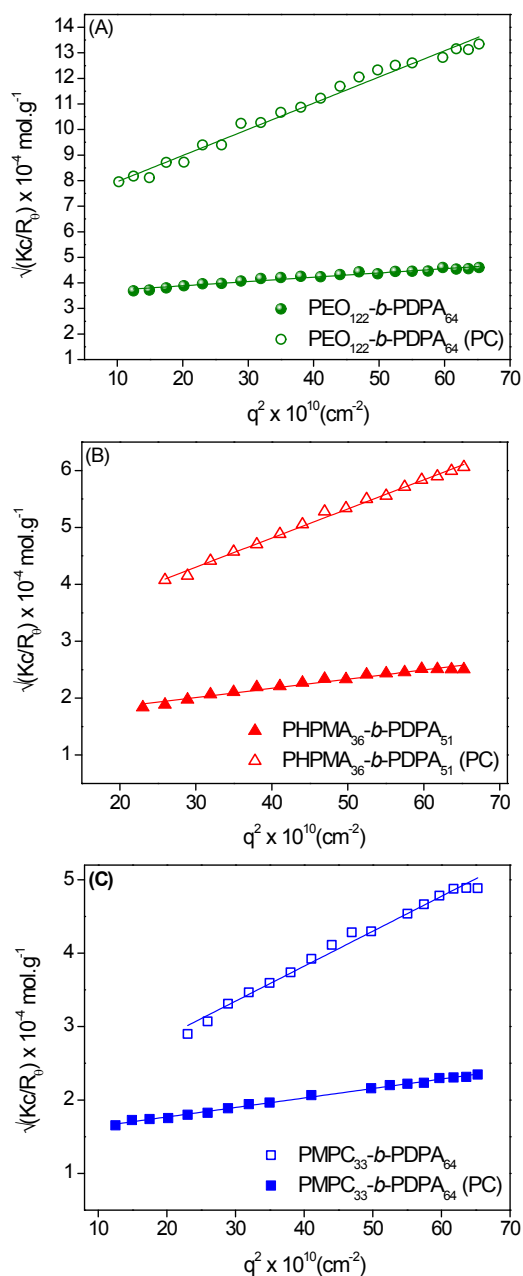 (A)
14
13
12
11
10
9
8
7
6
5
4
3
2
1
√(Kc/R_θ) x 10⁻⁴ mol.g⁻¹
PEO₁₂₂-b-PDPA₆₄
PEO₁₂₂-b-PDPA₆₄ (PC)
10 20 30 40 50 60 70
q² x 10¹⁰(cm⁻²)
(B)
6
5
4
3
2
1
√(Kc/R_θ) x 10⁻⁴ mol.g⁻¹
PHPMA₃₆-b-PDPA₅₁
PHPMA₃₆-b-PDPA₅₁ (PC)
20 30 40 50 60 70
q² x 10¹⁰(cm⁻²)
(C)
5
4
3
2
1
√(Kc/R_θ) x 10⁻⁴ mol.g⁻¹
PMPC₃₃-b-PDPA₆₄
PMPC₃₃-b-PDPA₆₄ (PC)
10 20 30 40 50 60 70
q² x 10¹⁰(cm⁻²)